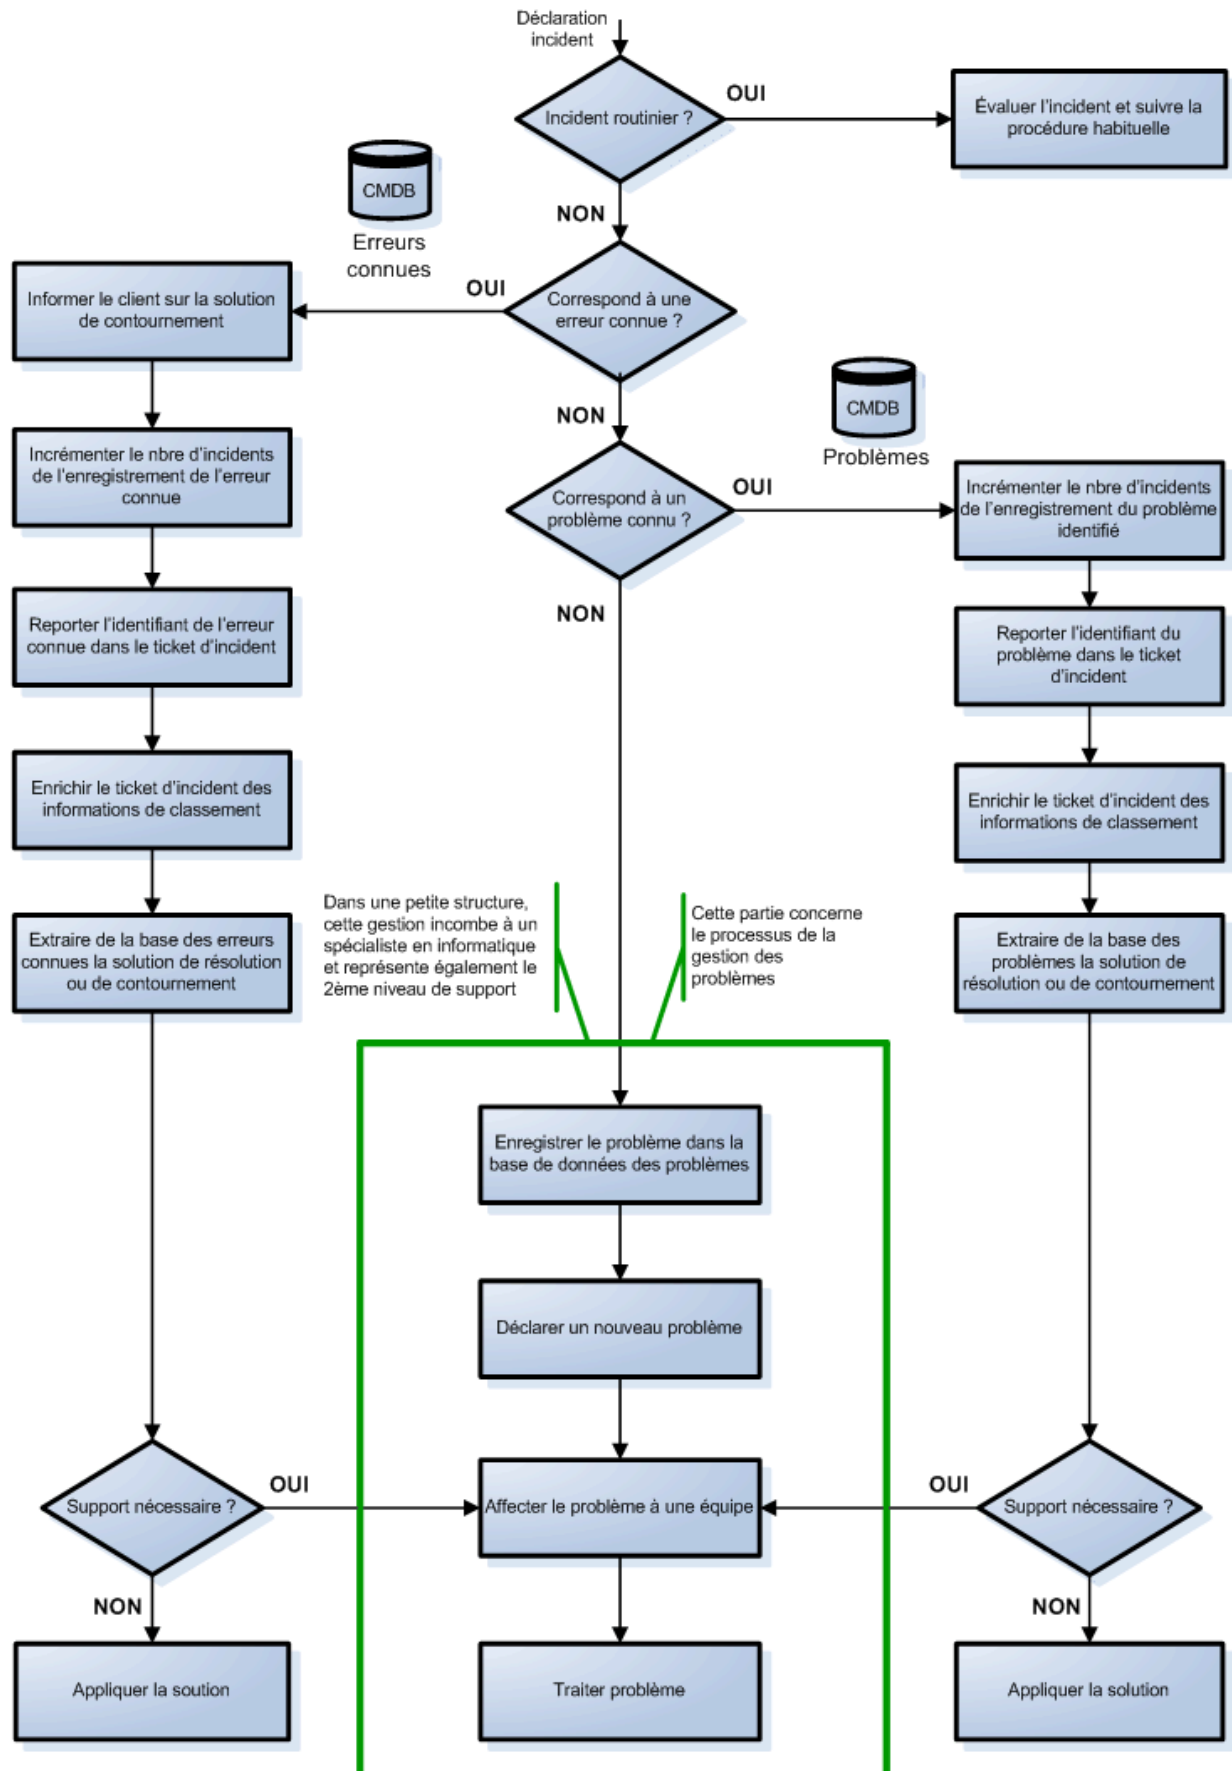 Déclaration
incident
Incident routinier ?
OUI
Évaluer l'incident et suivre la
procédure habituelle
NON
CMDB
Erreurs
connues
Correspond à une
erreur connue ?
OUI
Informer le client sur la solution
de contournement
Incrémenter le nbre d'incidents
de l'enregistrement de l'erreur
connue
Reporter l'identifiant de l'erreur
connue dans le ticket d'incident
Enrichir le ticket d'incident des
informations de classement
Extraire de la base des erreurs
connues la solution de résolution
ou de contournement
NON
CMDB
Problèmes
Correspond à un
problème connu ?
OUI
Incrémenter le nbre d'incidents
de l'enregistrement du problème
identifié
Reporter l'identifiant du
problème dans le ticket
d'incident
Enrichir le ticket d'incident des
informations de classement
Extraire de la base des
problèmes la solution de
résolution ou de contournement
NON
Dans une petite structure,
cette gestion incombe à un
spécialiste en informatique
et représente également le
2ème niveau de support
Cette partie concerne
le processus de la
gestion des
problèmes
Enregistrer le problème dans la
base de données des problèmes
Déclarer un nouveau problème
Support nécessaire ?
OUI
Affecter le problème à une équipe
OUI
Support nécessaire ?
NON
NON
Appliquer la soution
Traiter problème
Appliquer la solution